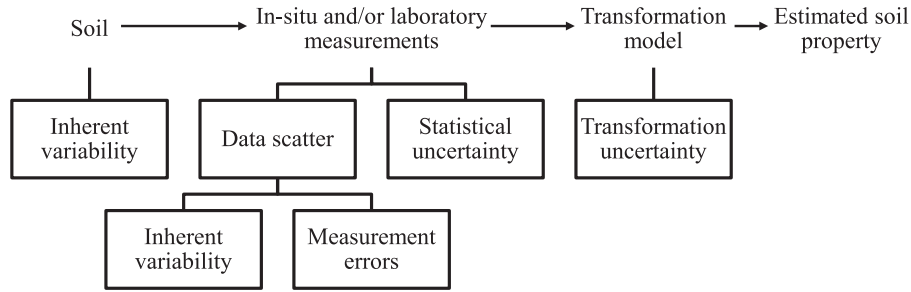 Soil
In-situ and/or laboratory
measurements
Transformation
model
Estimated soil
property
Inherent
variability
Data scatter
Statistical
uncertainty
Transformation
uncertainty
Inherent
variability
Measurement
errors